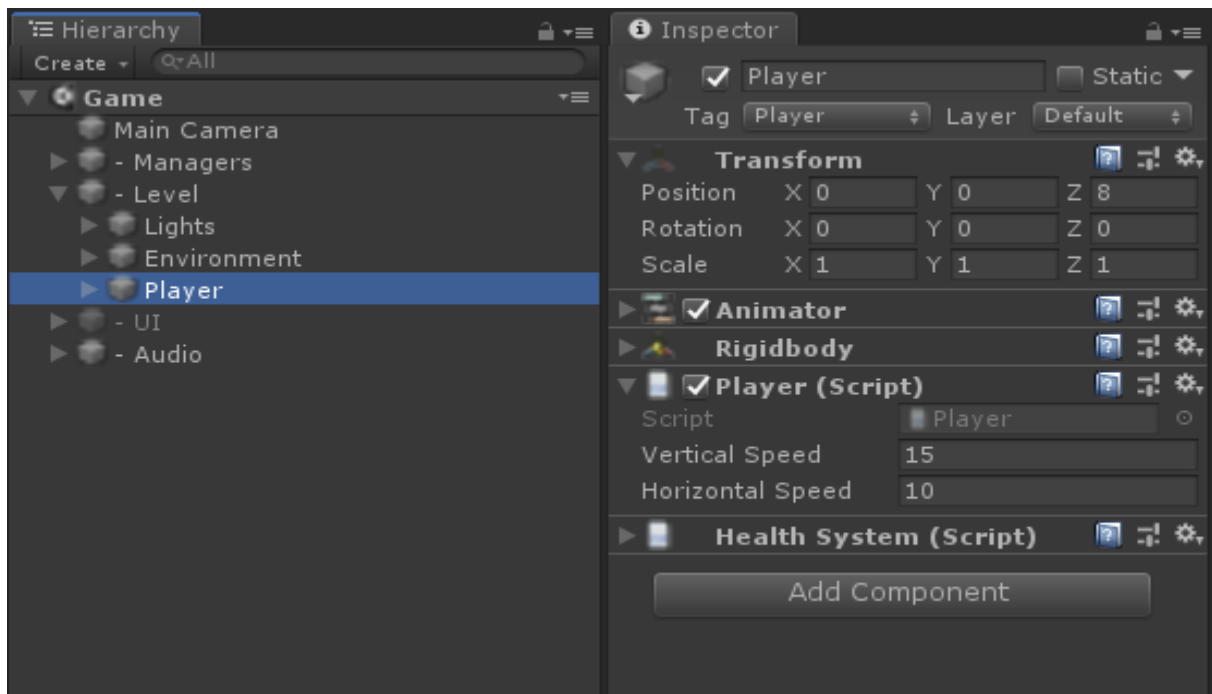 Hierarchy
Create All
Game
Main Camera
- Managers
- Level
Lights
Environment
Player
- UI
- Audio
Inspector
Player Static
Tag Player Layer Default
Transform
Position X 0 Y 0 Z 8
Rotation X 0 Y 0 Z 0
Scale X 1 Y 1 Z 1
Animator
Rigidbody
Player (Script)
Script Player
Vertical Speed 15
Horizontal Speed 10
Health System (Script)
Add Component